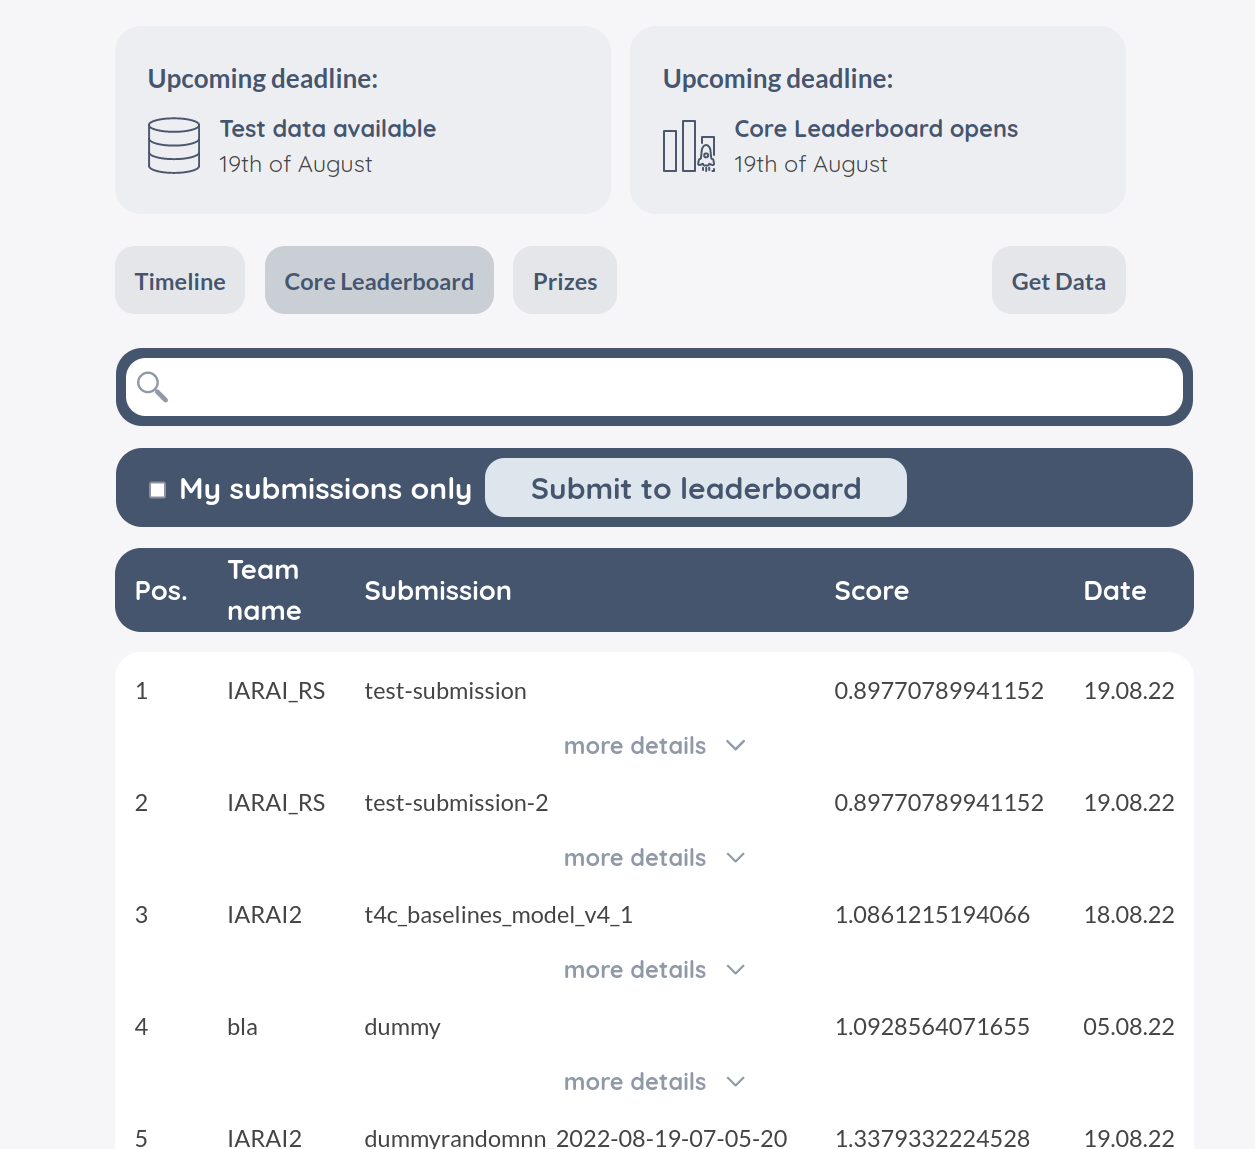 Upcoming deadline:
Test data available
19th of August
Upcoming deadline:
Core Leaderboard opens
19th of August
Timeline
Core Leaderboard
Prizes
Get Data
My submissions only
Submit to leaderboard
Pos. Team name Submission Score Date
1 IARAI_RS test-submission 0.89770789941152 19.08.22
more details
2 IARAI_RS test-submission-2 0.89770789941152 19.08.22
more details
3 IARAI2 t4c_baselines_model_v4_1 1.0861215194066 18.08.22
more details
4 bla dummy 1.0928564071655 05.08.22
more details
5 IARAI2 dummyrandomnn_2022-08-19-07-05-20 1.3379332224528 19.08.22